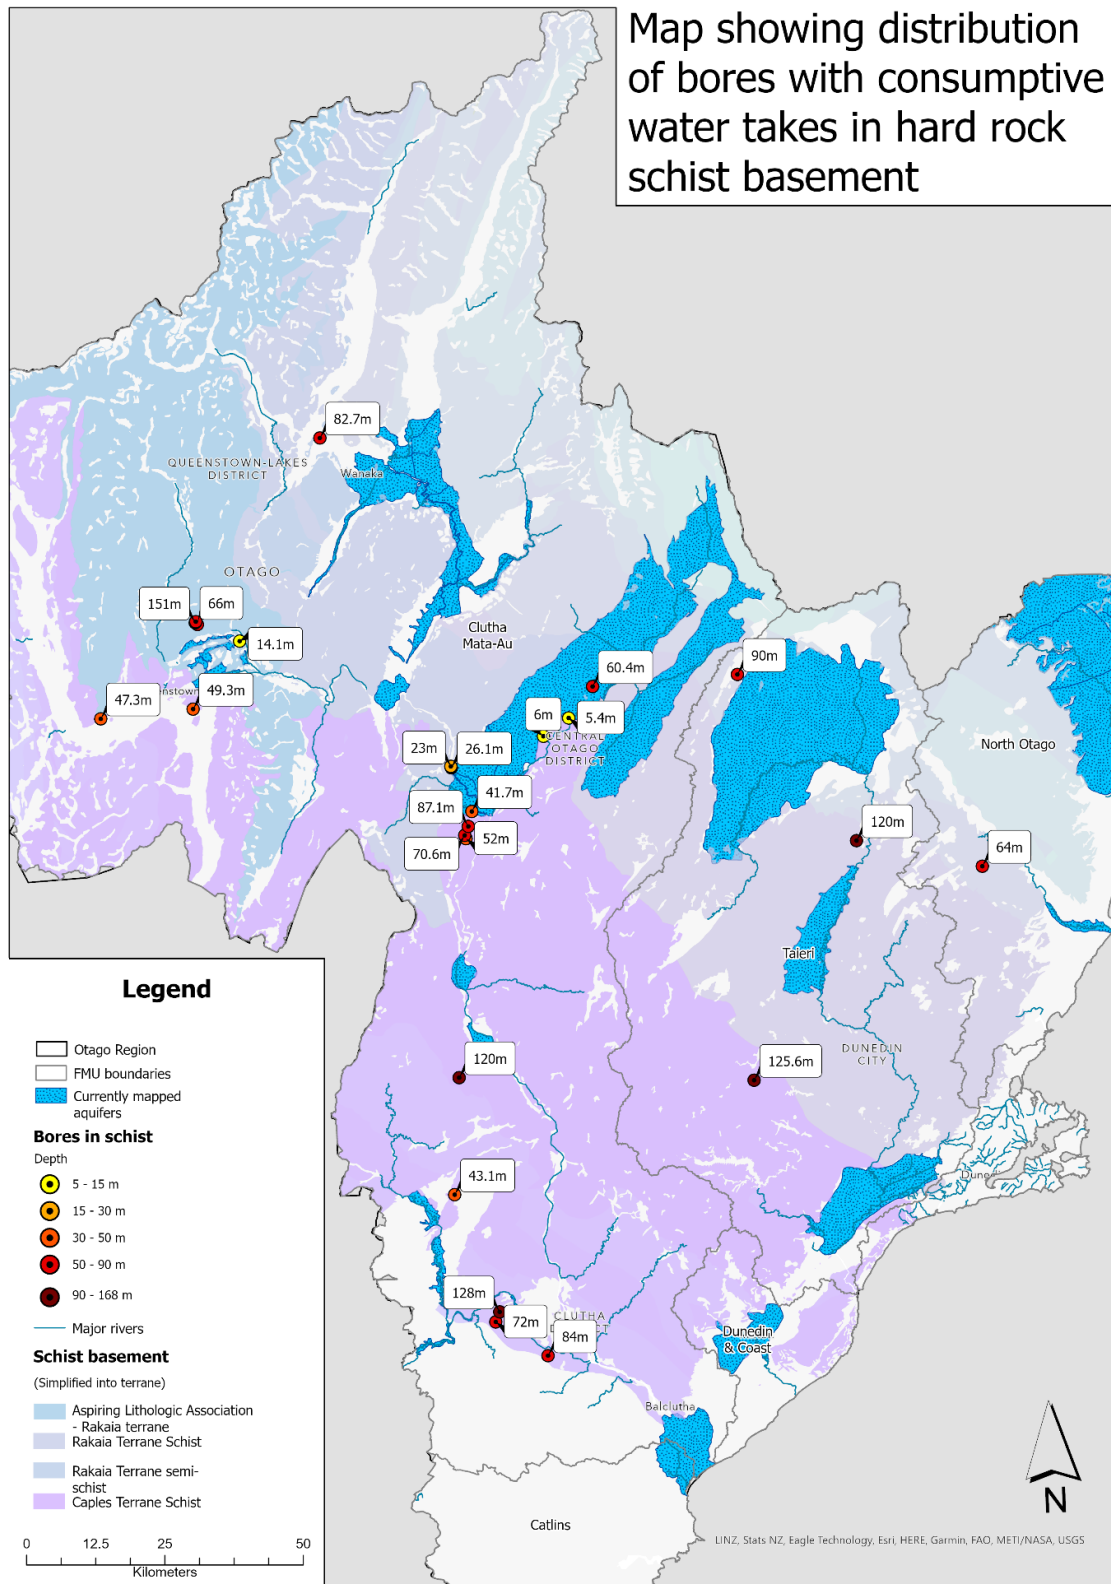 Map showing distribution
of bores with consumptive
water takes in hard rock
schist basement
82.7m
QUEENSTOWN-LAKES
DISTRICT
Wanaka
OTAGO
151m
66m
14.1m
Clutha
Mata-Au
60.4m
90m
47.3m
49.3m
6m
5.4m
CENTRAL
OTAGO
DISTRICT
North Otago
23m
26.1m
87.1m
41.7m
70.6m
52m
120m
64m
Taieri
120m
125.6m
DUNEDIN
CITY
43.1m
128m
72m
CLUTHA
84m
Dunedin
& Coast
Balclutha
Catlins
Legend
Otago Region
FMU boundaries
Currently mapped
aquifers
Bores in schist
Depth
5 - 15 m
15 - 30 m
30 - 50 m
50 - 90 m
90 - 168 m
Major rivers
Schist basement
(Simplified into terrane)
Aspiring Lithologic Association
- Rakaia terrane
Rakaia Terrane Schist
Rakaia Terrane semi-
schist
Caples Terrane Schist
0 12.5 25 50
Kilometers
N
LINZ, Stats NZ, Eagle Technology, Esri, HERE, Garmin, FAO, METI/NASA, USGS